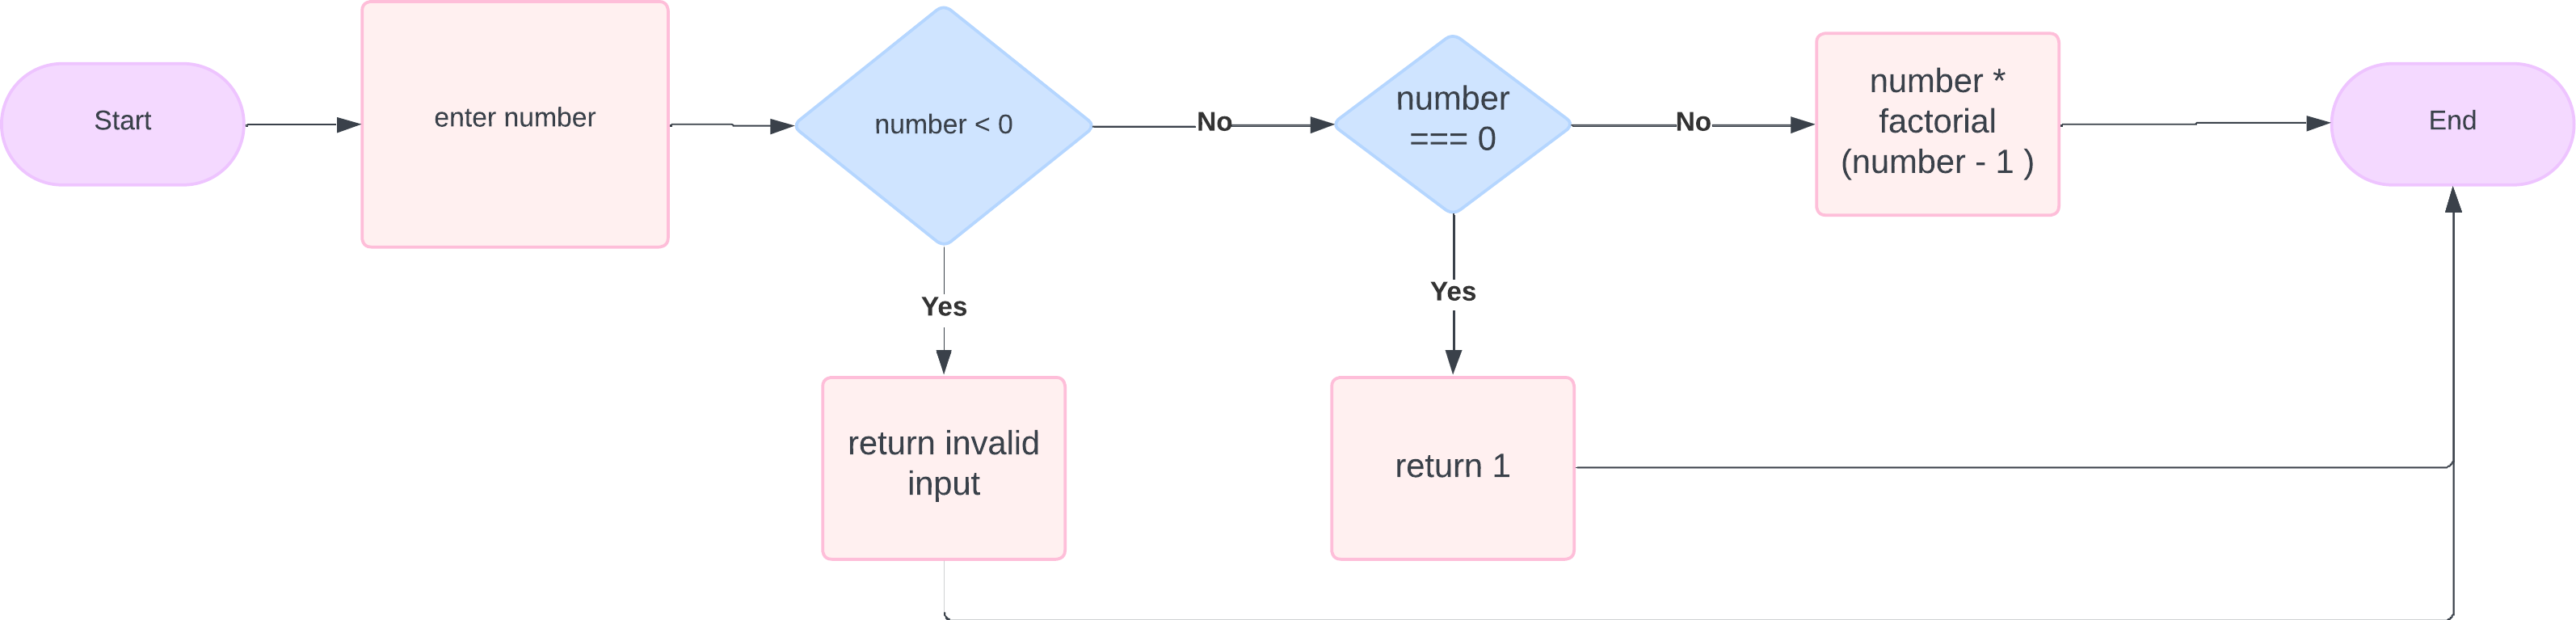 Start
enter number
number < 0
No
number
=== 0
No
number *
factorial
(number - 1 )
End
Yes
Yes
return invalid
input
return 1